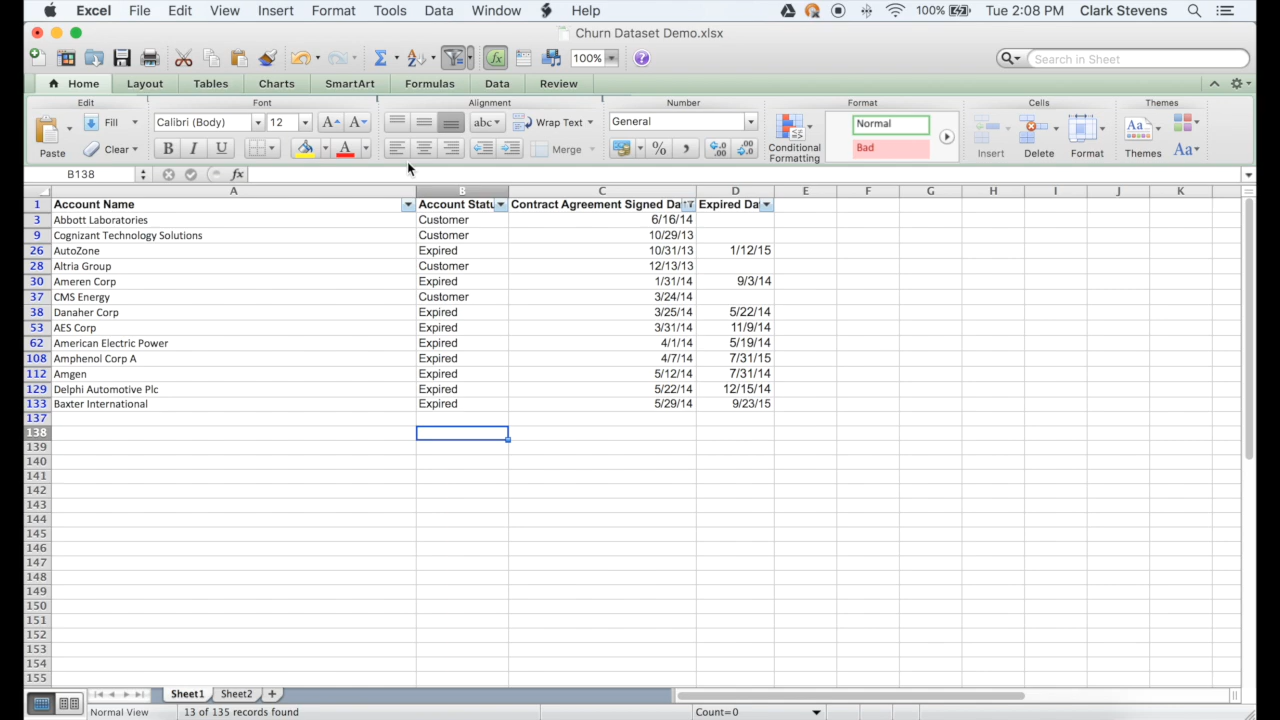 Excel File Edit View Insert Format Tools Data Window Help 100% Tue 2:08 PM Clark Stevens
Churn Dataset Demo.xlsx
100% Search in Sheet
Home Layout Tables Charts SmartArt Formulas Data Review
Edit Font Alignment Number Format Cells Themes
Fill Calibri (Body) 12 A A abc Wrap Text General Normal
Paste Clear B I U A Merge % Conditional Formatting Bad Insert Delete Format Themes Aa
B138 fx
A B C D E F G H I J K
1 Account Name Account Statu Contract Agreement Signed Da Expired Da
3 Abbott Laboratories Customer 6/16/14
9 Cognizant Technology Solutions Customer 10/29/13
26 AutoZone Expired 10/31/13 1/12/15
28 Altria Group Customer 12/13/13
30 Ameren Corp Expired 1/31/14 9/3/14
37 CMS Energy Customer 3/24/14
38 Danaher Corp Expired 3/25/14 5/22/14
53 AES Corp Expired 3/31/14 11/9/14
62 American Electric Power Expired 4/1/14 5/19/14
108 Amphenol Corp A Expired 4/7/14 7/31/15
112 Amgen Expired 5/12/14 7/31/14
129 Delphi Automotive Plc Expired 5/22/14 12/15/14
133 Baxter International Expired 5/29/14 9/23/15
137
138
139
140
141
142
143
144
145
146
147
148
149
150
151
152
153
154
155
Sheet1 Sheet2
Normal View 13 of 135 records found Count=0